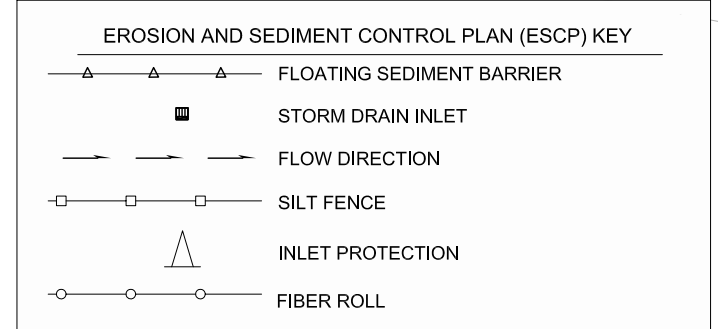 EROSION AND SEDIMENT CONTROL PLAN (ESCP) KEY
FLOATING SEDIMENT BARRIER
STORM DRAIN INLET
FLOW DIRECTION
SILT FENCE
INLET PROTECTION
FIBER ROLL